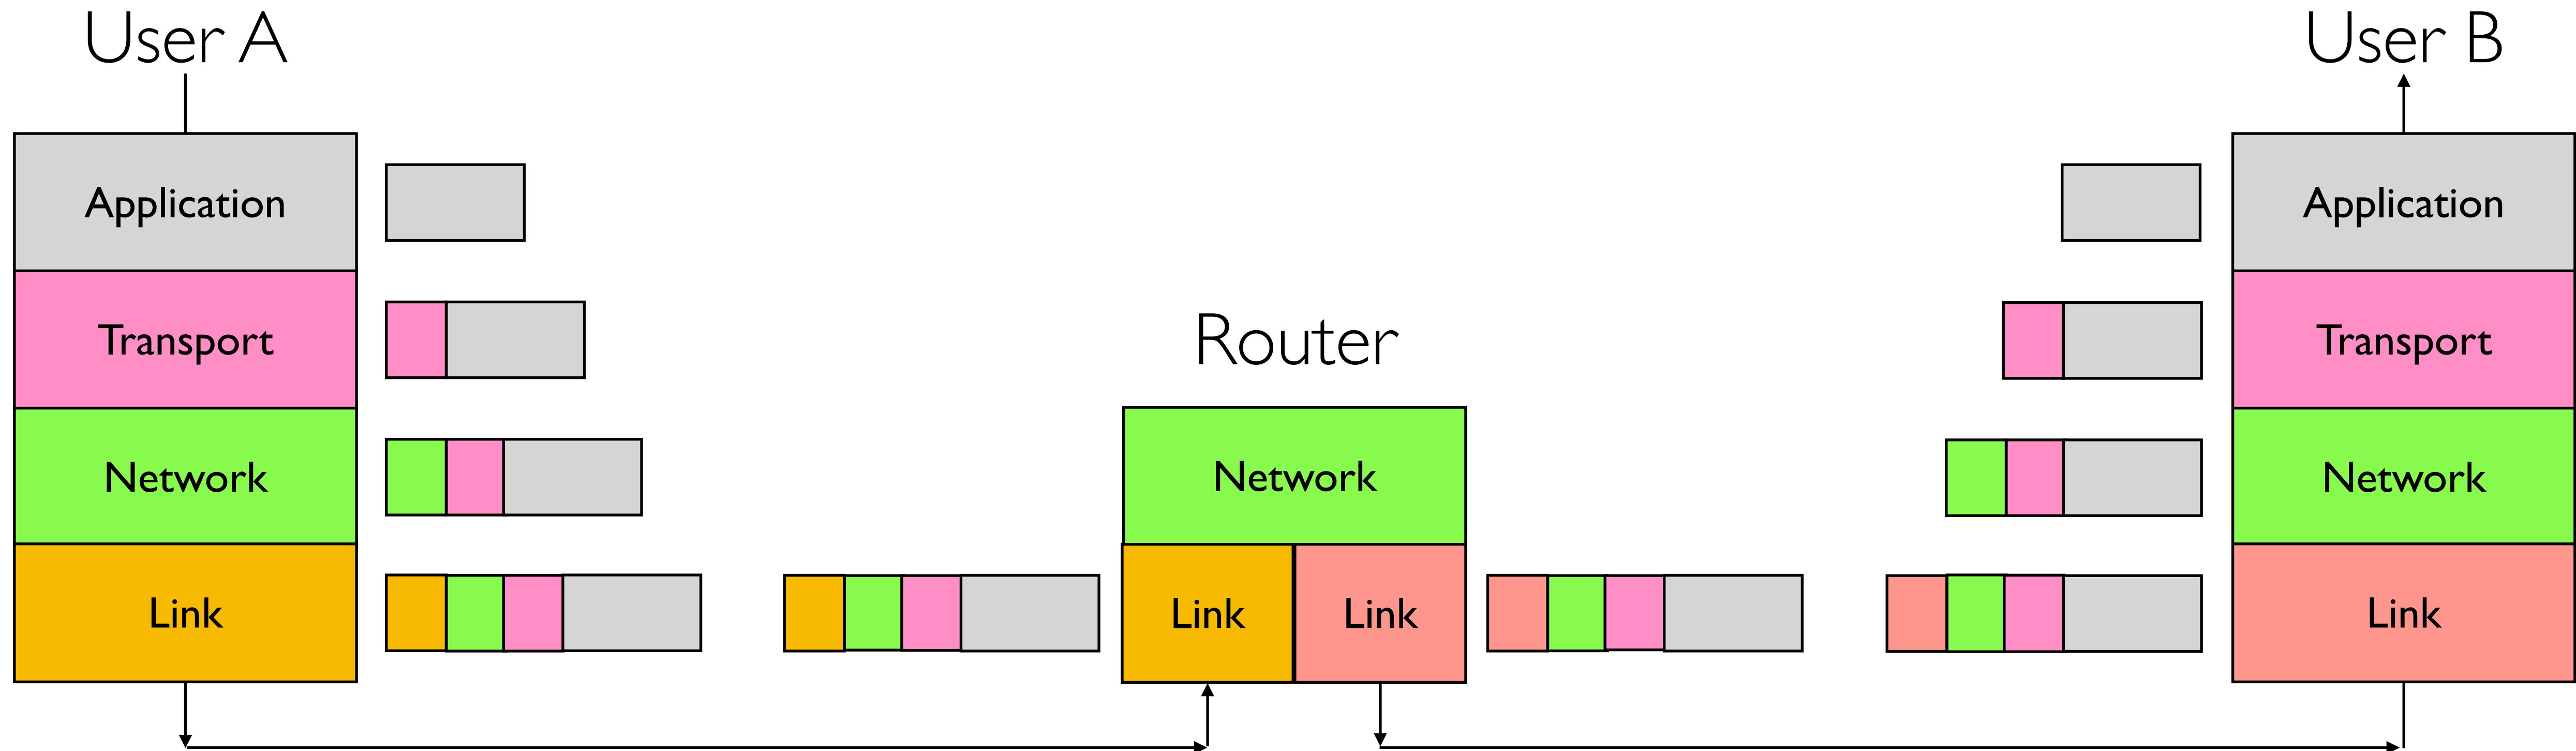 User A
User B
Application
Transport
Network
Link
Router
Network
Link
Link
Application
Transport
Network
Link